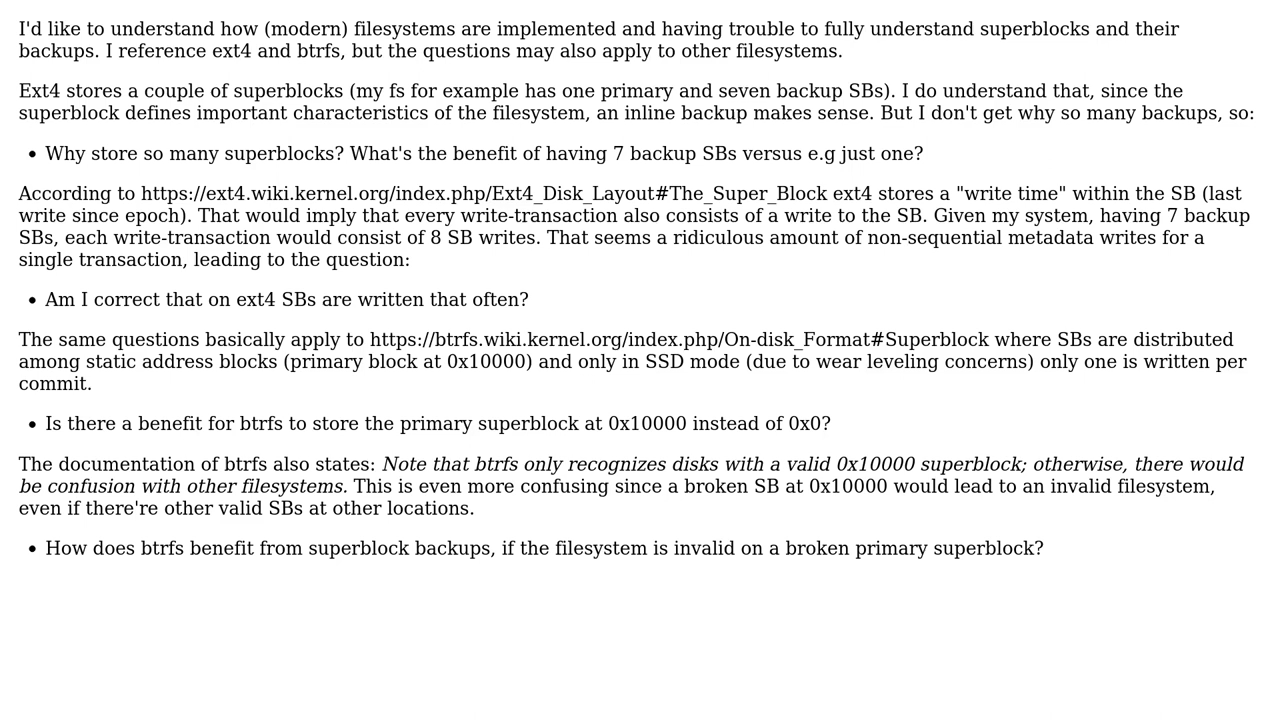 I'd like to understand how (modern) filesystems are implemented and having trouble to fully understand superblocks and their
backups. I reference ext4 and btrfs, but the questions may also apply to other filesystems.
Ext4 stores a couple of superblocks (my fs for example has one primary and seven backup SBs). I do understand that, since the
superblock defines important characteristics of the filesystem, an inline backup makes sense. But I don't get why so many backups, so:
• Why store so many superblocks? What's the benefit of having 7 backup SBs versus e.g just one?
According to https://ext4.wiki.kernel.org/index.php/Ext4_Disk_Layout#The_Super_Block ext4 stores a "write time" within the SB (last
write since epoch). That would imply that every write-transaction also consists of a write to the SB. Given my system, having 7 backup
SBs, each write-transaction would consist of 8 SB writes. That seems a ridiculous amount of non-sequential metadata writes for a
single transaction, leading to the question:
• Am I correct that on ext4 SBs are written that often?
The same questions basically apply to https://btrfs.wiki.kernel.org/index.php/On-disk_Format#Superblock where SBs are distributed
among static address blocks (primary block at 0x10000) and only in SSD mode (due to wear leveling concerns) only one is written per
commit.
• Is there a benefit for btrfs to store the primary superblock at 0x10000 instead of 0x0?
The documentation of btrfs also states: Note that btrfs only recognizes disks with a valid 0x10000 superblock; otherwise, there would
be confusion with other filesystems. This is even more confusing since a broken SB at 0x10000 would lead to an invalid filesystem,
even if there're other valid SBs at other locations.
• How does btrfs benefit from superblock backups, if the filesystem is invalid on a broken primary superblock?